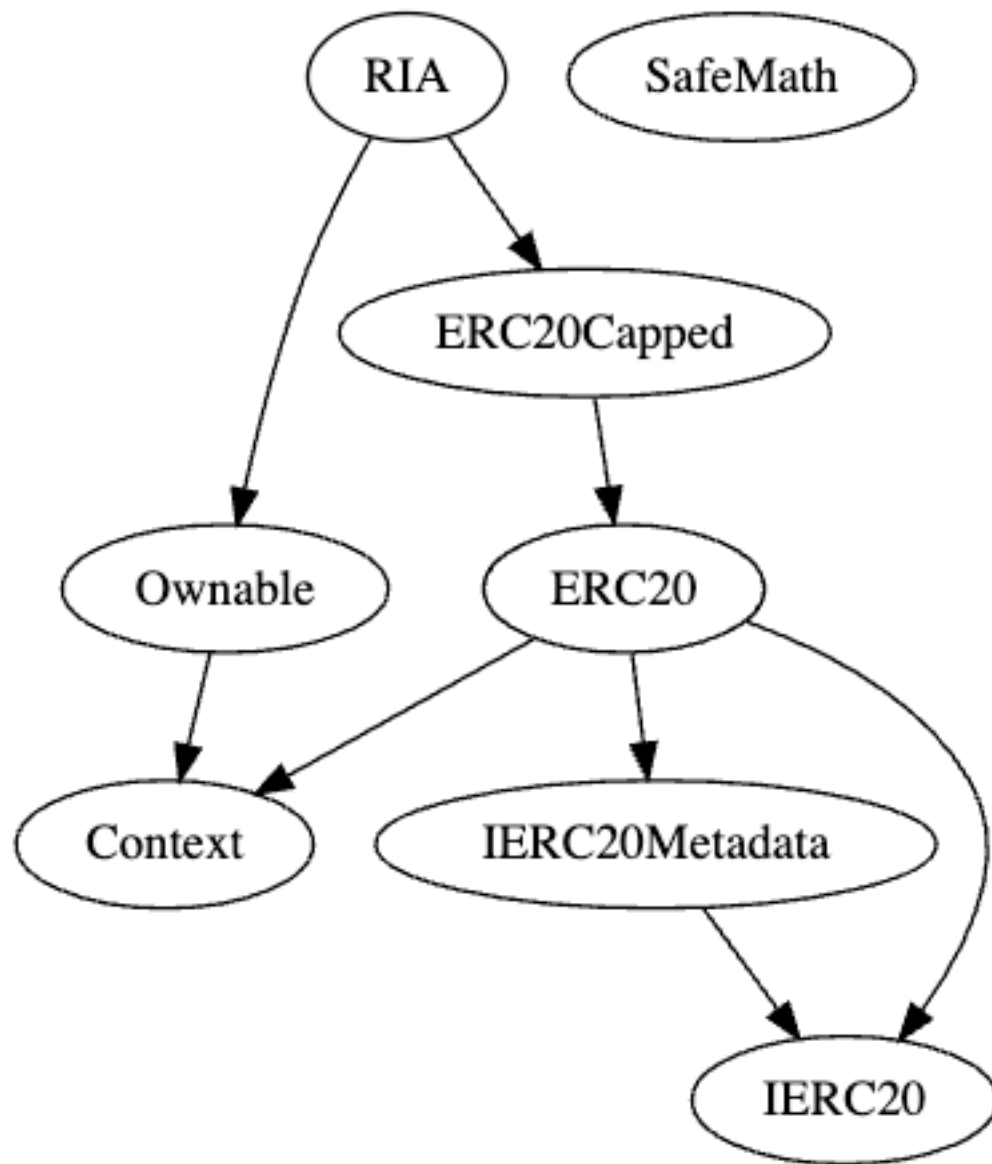 RIA
SafeMath
ERC20Capped
Ownable
ERC20
Context
IERC20Metadata
IERC20